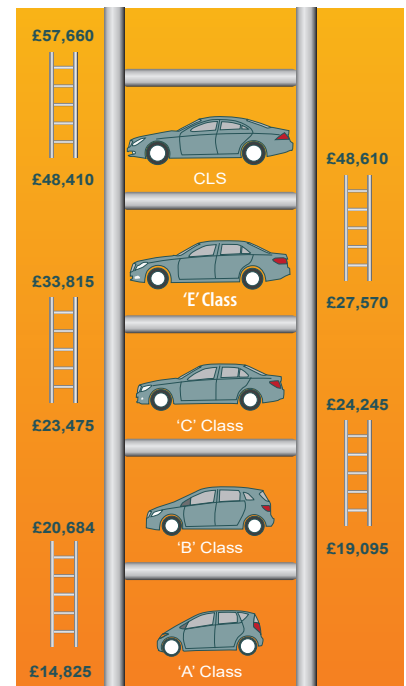 £57,660
£48,410
CLS
£48,610
£27,570
'E' Class
£33,815
£23,475
'C' Class
£24,245
£19,095
'B' Class
£20,684
£14,825
'A' Class